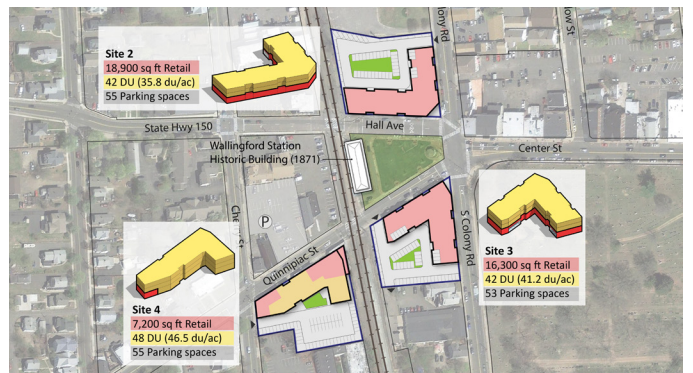 ony Rd
ow St
Site 2
18,900 sq ft Retail
42 DU (35.8 du/ac)
55 Parking spaces
State Hwy 150
Hall Ave
Center St
Wallingford Station
Historic Building (1871)
P
S Colony Rd
Quinnipiac St
Site 3
16,300 sq ft Retail
42 DU (41.2 du/ac)
53 Parking spaces
Site 4
7,200 sq ft Retail
48 DU (46.5 du/ac)
55 Parking spaces